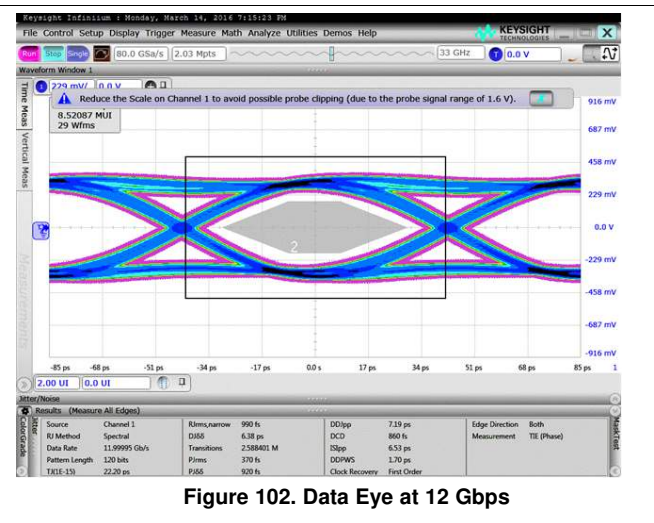 Keysight Infiniium : Monday, March 14, 2016 7:15:23 PM
File Control Setup Display Trigger Measure Math Analyze Utilities Demos Help
KEYSIGHT TECHNOLOGIES
Run Stop Single 80.0 GSa/s 2.03 Mpts 33 GHz T 0.0 V
Waveform Window 1
1 229 mV/ 0.0 V
Reduce the Scale on Channel 1 to avoid possible probe clipping (due to the probe signal range of 1.6 V).
8.52087 MUI
29 Wfms
Time Meas
Vertical Meas
Measurements
916 mV
687 mV
458 mV
229 mV
0.0 V
-229 mV
-458 mV
-687 mV
-916 mV
2
-85 ps -68 ps -51 ps -34 ps -17 ps 0.0 s 17 ps 34 ps 51 ps 68 ps 85 ps 1
2.00 UI 0.0 UI
Jitter/Noise
Results (Measure All Edges)
ColorGrade
Jitter
MaskTest
Source Channel 1 RJrms,narrow 990 fs DDJpp 7.19 ps Edge Direction Both
RJ Method Spectral DJδδ 6.38 ps DCD 860 fs Measurement TIE (Phase)
Data Rate 11.99995 Gb/s Transitions 2.588401 M ISIpp 6.53 ps
Pattern Length 120 bits PJrms 370 fs DDPWS 1.70 ps
TJ(1E-15) 22.20 ps PJδδ 920 fs Clock Recovery First Order
Figure 102. Data Eye at 12 Gbps